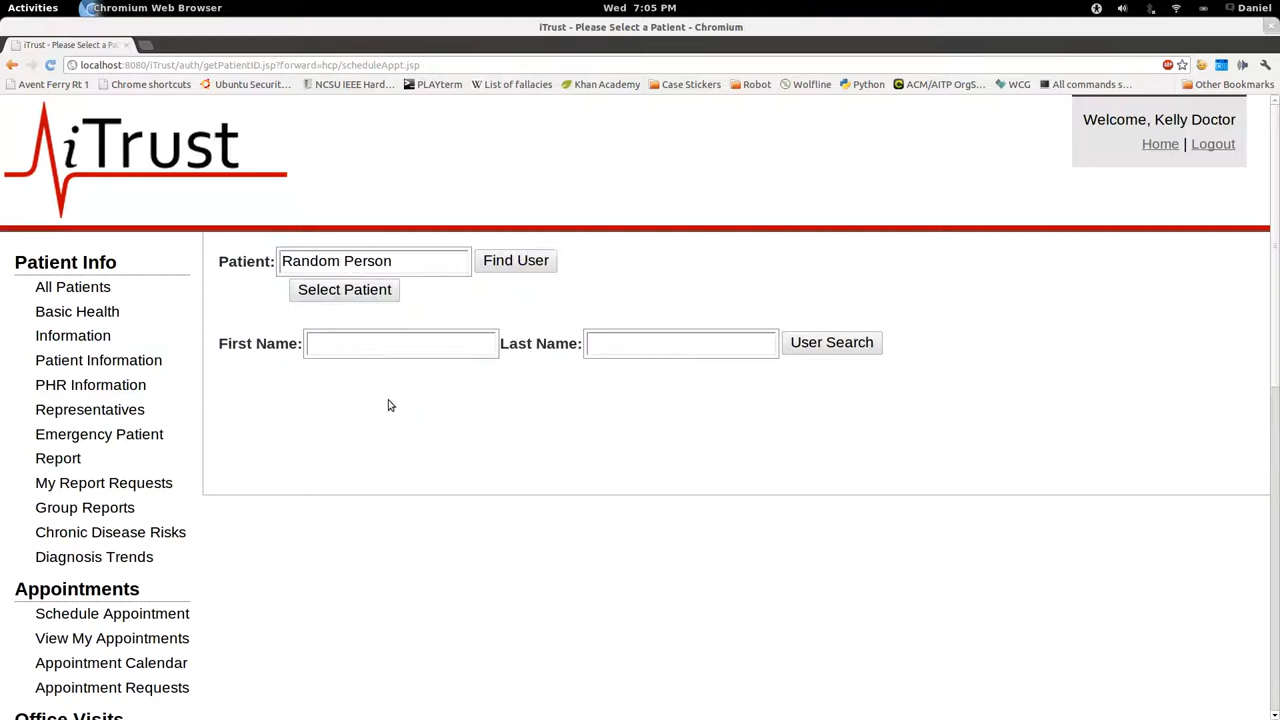 Activities Chromium Web Browser Wed 7:05 PM Daniel
iTrust - Please Select a Patient - Chromium
iTrust - Please Select a Pat
localhost:8080/iTrust/auth/getPatientID.jsp?forward=hcp/scheduleAppt.jsp
Avent Ferry Rt 1 Chrome shortcuts Ubuntu Securit... NCSU IEEE Hard... PLAYterm List of fallacies Khan Academy Case Stickers Robot Wolfline Python ACM/AITP OrgS... WCG All commands s... Other Bookmarks
iTrust
Welcome, Kelly Doctor
Home | Logout
Patient: Random Person Find User
Select Patient
First Name: Last Name: User Search
Patient Info
All Patients
Basic Health
Information
Patient Information
PHR Information
Representatives
Emergency Patient
Report
My Report Requests
Group Reports
Chronic Disease Risks
Diagnosis Trends
Appointments
Schedule Appointment
View My Appointments
Appointment Calendar
Appointment Requests
Office Visits